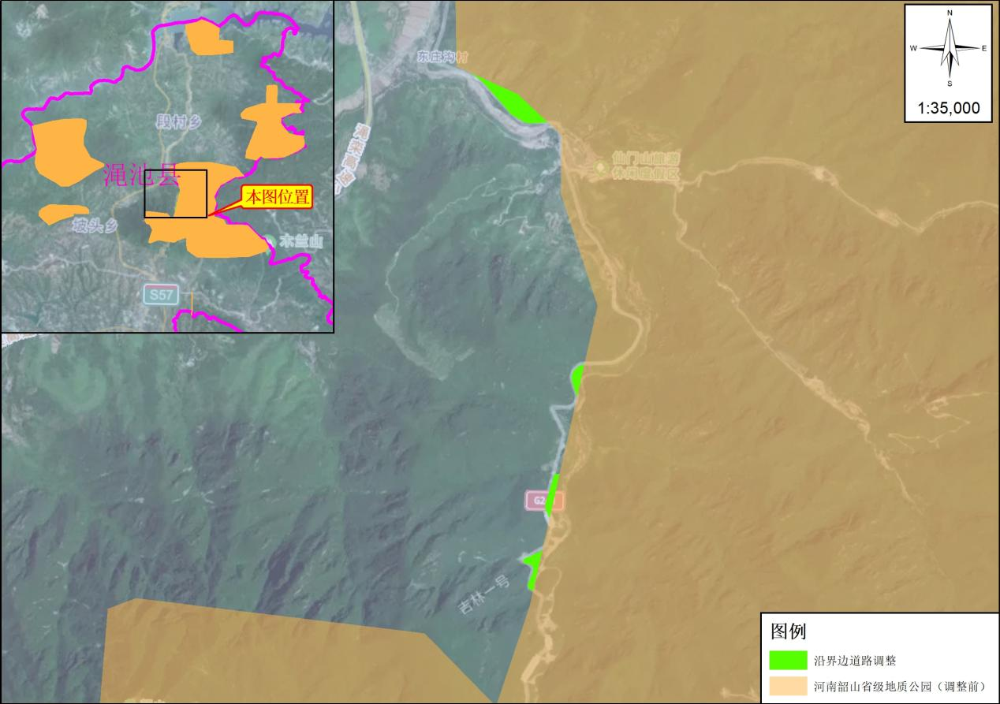 段村乡
渑池县
本图位置
坡头乡
木兰山
S57
东庄沟村
仙门山旅游
休闲度假区
吉林一号
N
W
E
S
1:35,000
图例
沿界边道路调整
河南韶山省级地质公园（调整前）